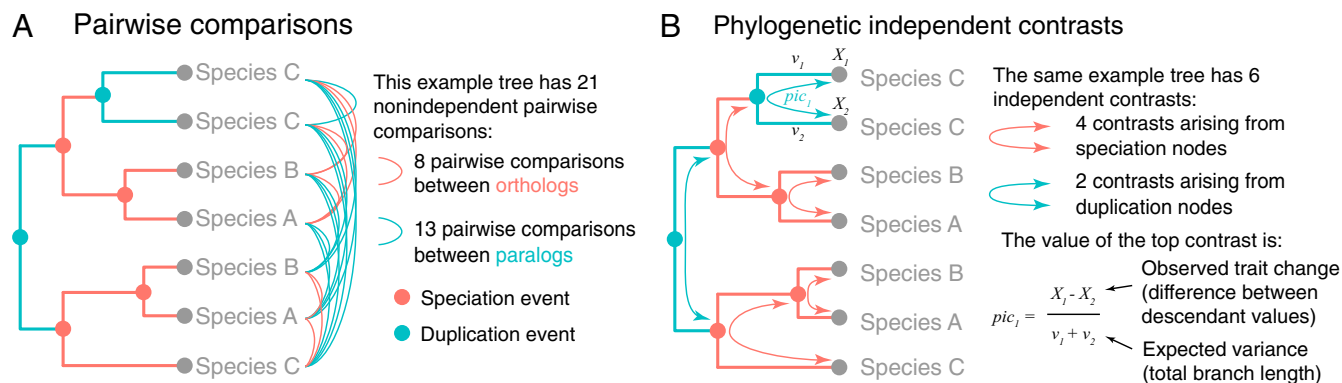 A Pairwise comparisons
Species C
Species C
Species B
Species A
Species B
Species A
Species C
This example tree has 21
nonindependent pairwise
comparisons:
8 pairwise comparisons
between orthologs
13 pairwise comparisons
between paralogs
Speciation event
Duplication event
B Phylogenetic independent contrasts
v1
X1
pic1
X2
v2
Species C
Species C
Species B
Species A
Species B
Species A
Species C
The same example tree has 6
independent contrasts:
4 contrasts arising from
speciation nodes
2 contrasts arising from
duplication nodes
The value of the top contrast is:
pic1 =
X1 - X2
v1 + v2
Observed trait change
(difference between
descendant values)
Expected variance
(total branch length)